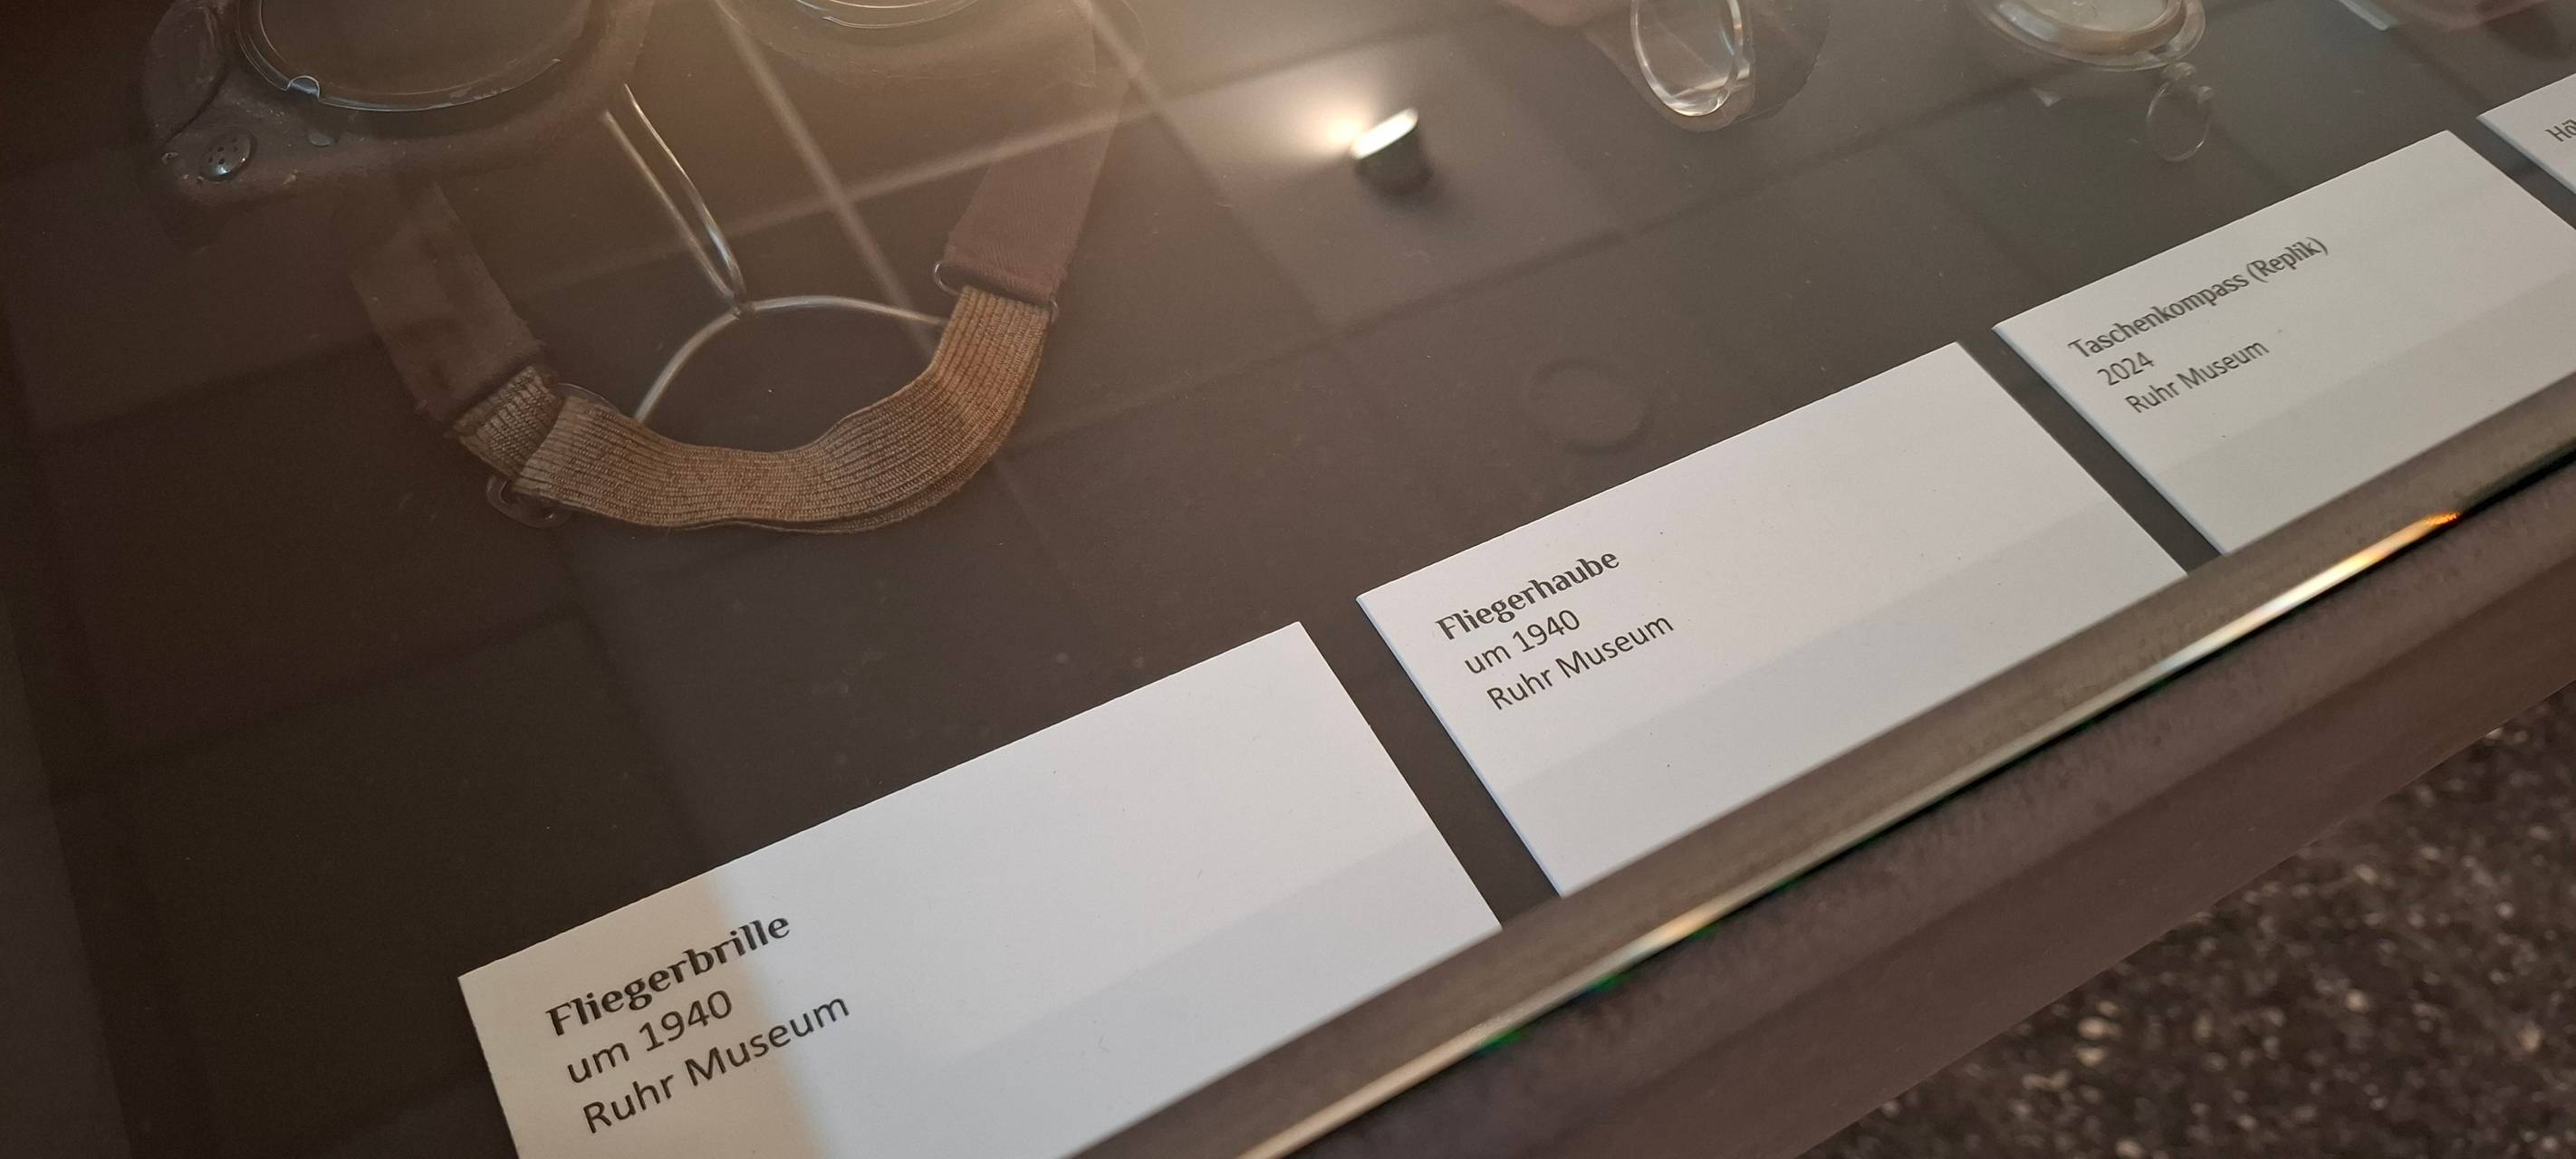 Fliegerbrille
um 1940
Ruhr Museum
Fliegerhaube
um 1940
Ruhr Museum
Taschenkompass (Replik)
2024
Ruhr Museum